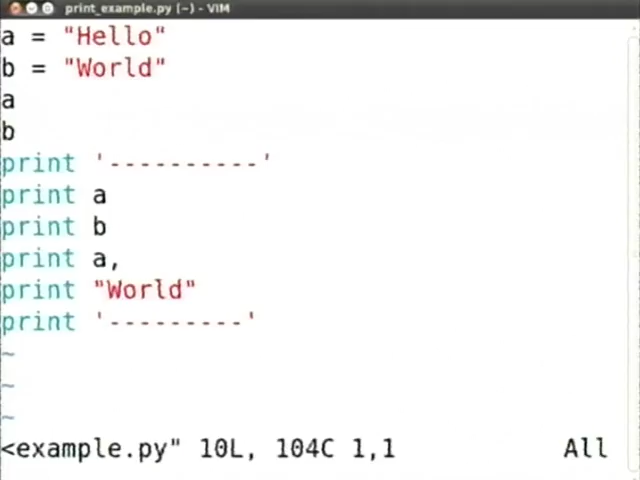 print_example.py (~) - VIM
a = "Hello"
b = "World"
a
b
print '----------'
print a
print b
print a,
print "World"
print '---------'
~
~
~
<example.py" 10L, 104C 1,1 All